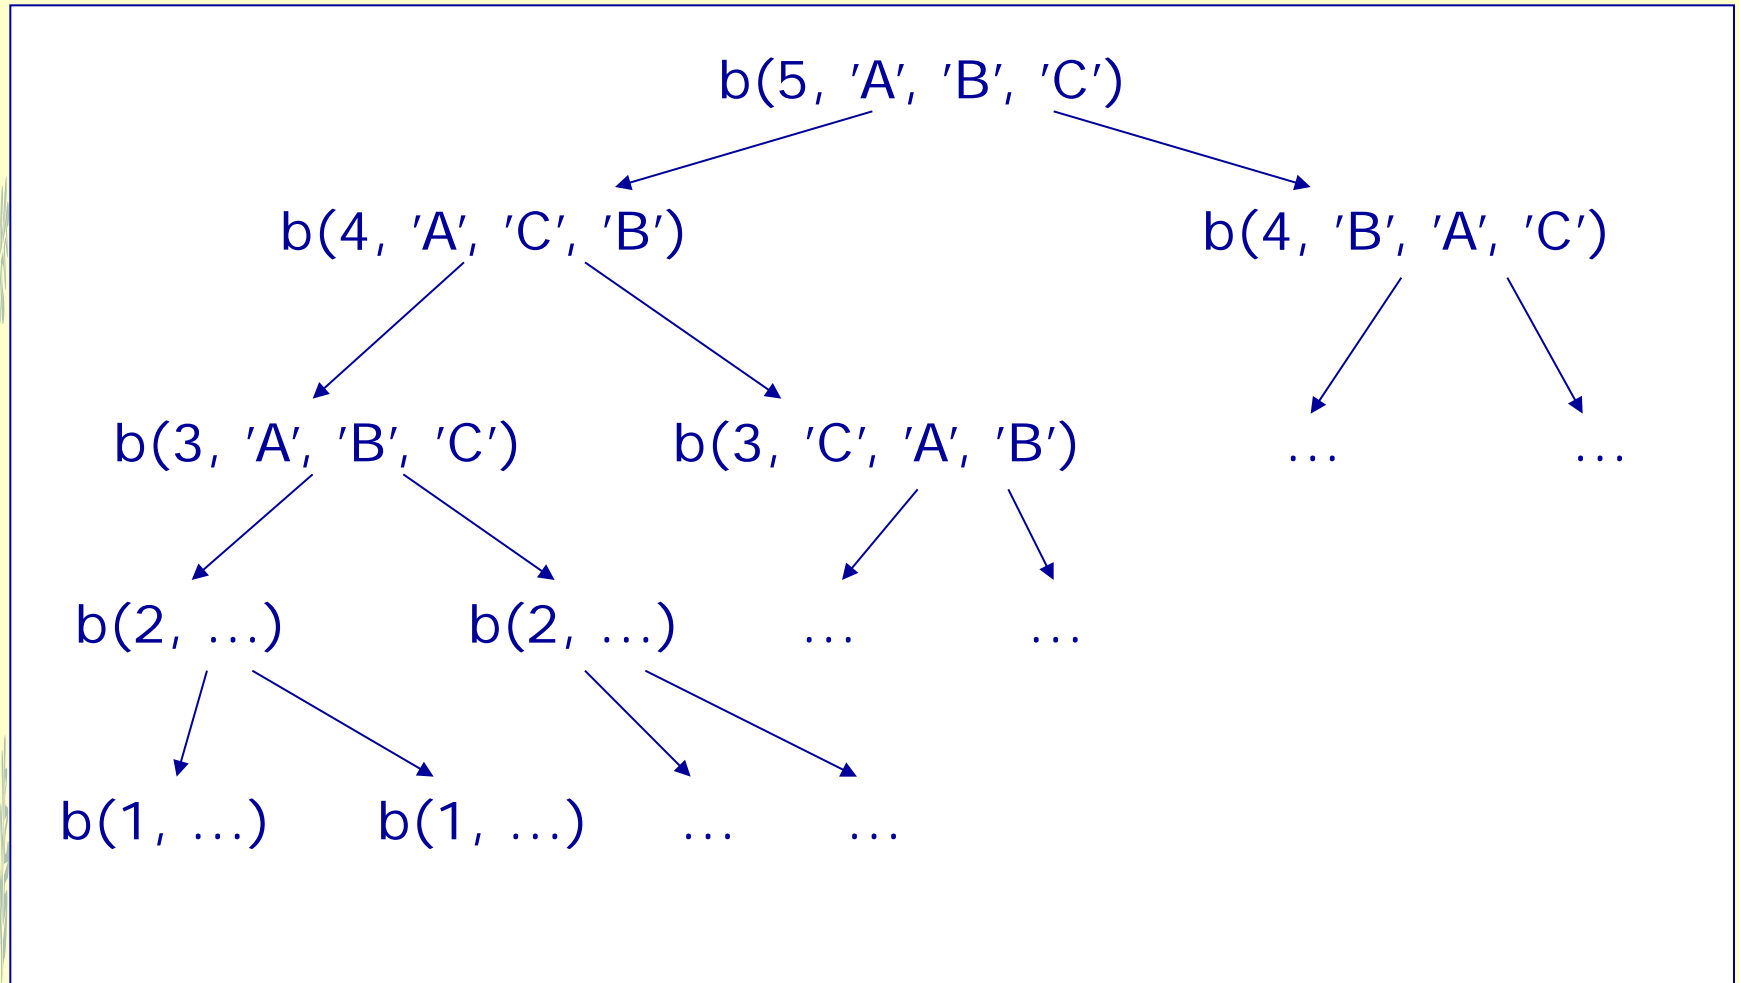 b(5, 'A', 'B', 'C')
b(4, 'A', 'C', 'B') b(4, 'B', 'A', 'C')
b(3, 'A', 'B', 'C') b(3, 'C', 'A', 'B') ... ...
b(2, ...) b(2, ...) ... ...
b(1, ...) b(1, ...) ... ...